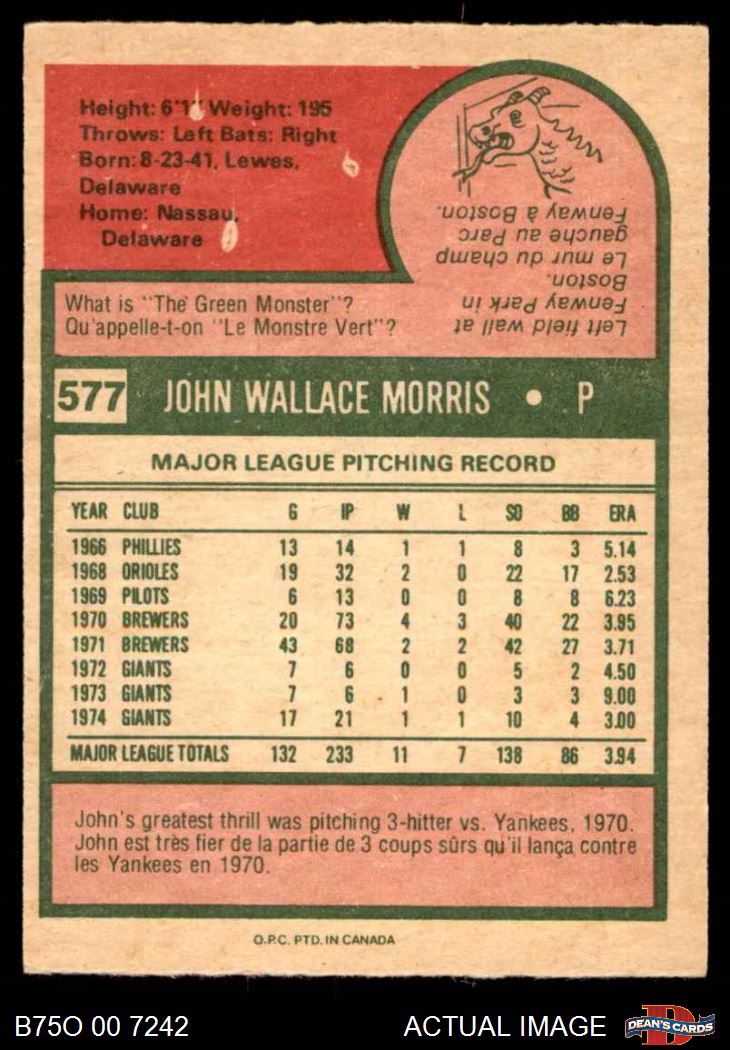 Height: 6'1" Weight: 195
Throws: Left Bats: Right
Born: 8-23-41, Lewes,
Delaware
Home: Nassau,
Delaware
What is "The Green Monster"?
Qu'appelle-t-on "Le Monstre Vert"?
Left field wall at
Fenway Park in
Boston.
Le mur du champ
gauche au Parc
Fenway à Boston.
577 JOHN WALLACE MORRIS • P
MAJOR LEAGUE PITCHING RECORD
YEAR CLUB G IP W L SO BB ERA
1966 PHILLIES 13 14 1 1 8 3 5.14
1968 ORIOLES 19 32 2 0 22 17 2.53
1969 PILOTS 6 13 0 0 8 8 6.23
1970 BREWERS 20 73 4 3 40 22 3.95
1971 BREWERS 43 68 2 2 42 27 3.71
1972 GIANTS 7 6 0 0 5 2 4.50
1973 GIANTS 7 6 1 0 3 3 9.00
1974 GIANTS 17 21 1 1 10 4 3.00
MAJOR LEAGUE TOTALS 132 233 11 7 138 86 3.94
John's greatest thrill was pitching 3-hitter vs. Yankees, 1970.
John est très fier de la partie de 3 coups sûrs qu'il lança contre
les Yankees en 1970.
O.P.C. PTD. IN CANADA
B75O 00 7242 ACTUAL IMAGE
DEAN'S CARDS